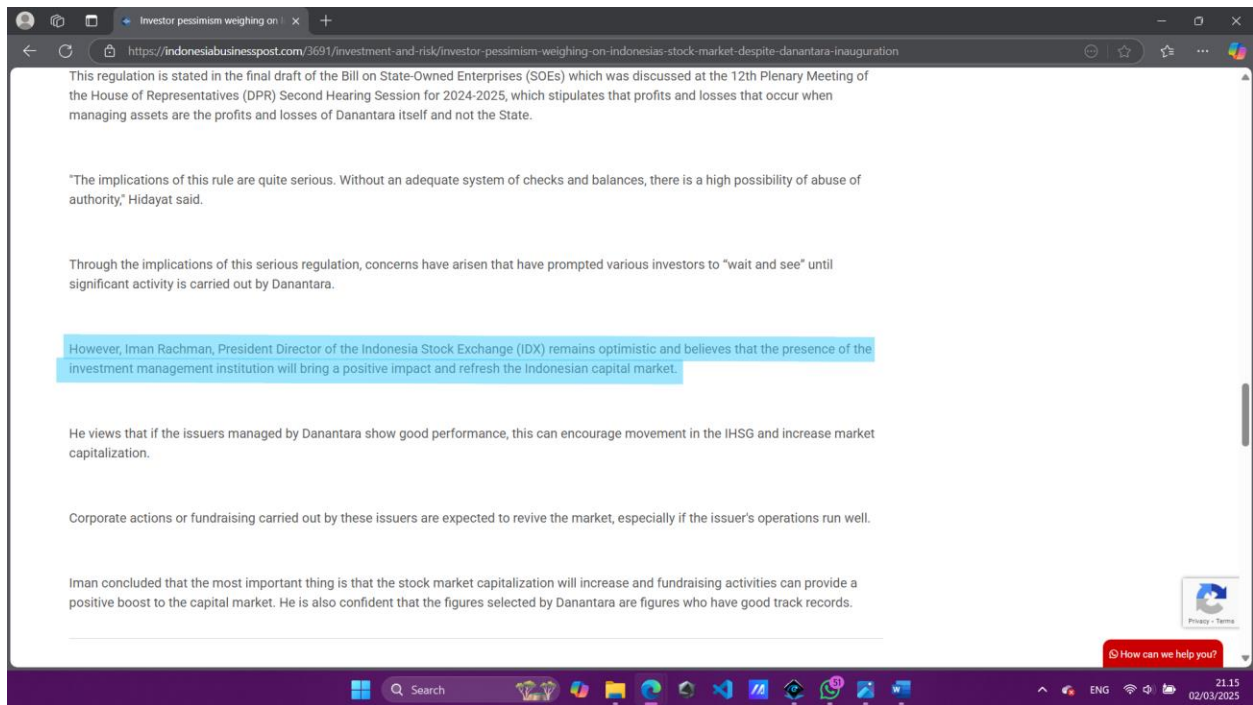 Investor pessimism weighing on I
https://indonesiabusinesspost.com/3691/investment-and-risk/investor-pessimism-weighing-on-indonesias-stock-market-despite-danantara-inauguration
This regulation is stated in the final draft of the Bill on State-Owned Enterprises (SOEs) which was discussed at the 12th Plenary Meeting of
the House of Representatives (DPR) Second Hearing Session for 2024-2025, which stipulates that profits and losses that occur when
managing assets are the profits and losses of Danantara itself and not the State.
"The implications of this rule are quite serious. Without an adequate system of checks and balances, there is a high possibility of abuse of
authority," Hidayat said.
Through the implications of this serious regulation, concerns have arisen that have prompted various investors to “wait and see” until
significant activity is carried out by Danantara.
However, Iman Rachman, President Director of the Indonesia Stock Exchange (IDX) remains optimistic and believes that the presence of the
investment management institution will bring a positive impact and refresh the Indonesian capital market.
He views that if the issuers managed by Danantara show good performance, this can encourage movement in the IHSG and increase market
capitalization.
Corporate actions or fundraising carried out by these issuers are expected to revive the market, especially if the issuer's operations run well.
Iman concluded that the most important thing is that the stock market capitalization will increase and fundraising activities can provide a
positive boost to the capital market. He is also confident that the figures selected by Danantara are figures who have good track records.
Privacy - Terms
How can we help you?
Search
51
ENG
21.15
02/03/2025